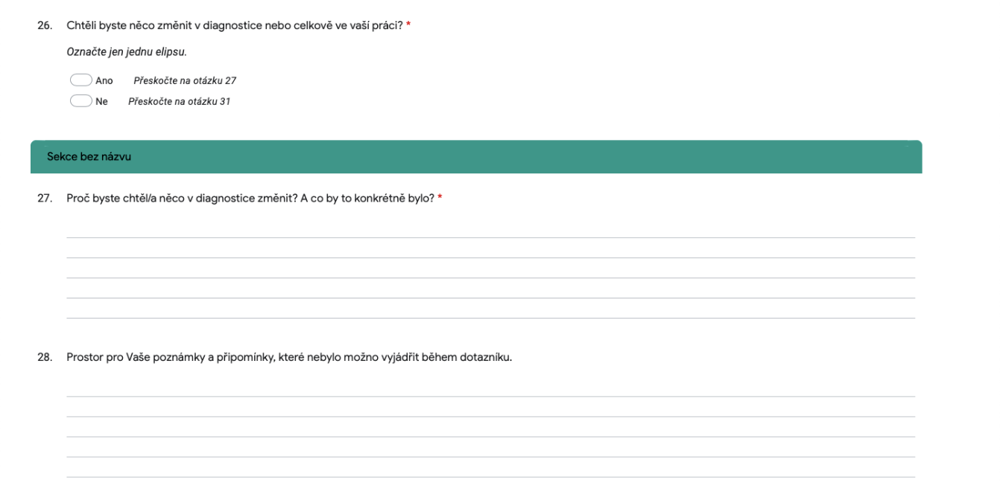 26. Chtěli byste něco změnit v diagnostice nebo celkově ve vaší práci? *
Označte jen jednu elipsu.
Ano Přeskočte na otázku 27
Ne Přeskočte na otázku 31
Sekce bez názvu
27. Proč byste chtěl/a něco v diagnostice změnit? A co by to konkrétně bylo? *
28. Prostor pro Vaše poznámky a připomínky, které nebylo možno vyjádřit během dotazníku.